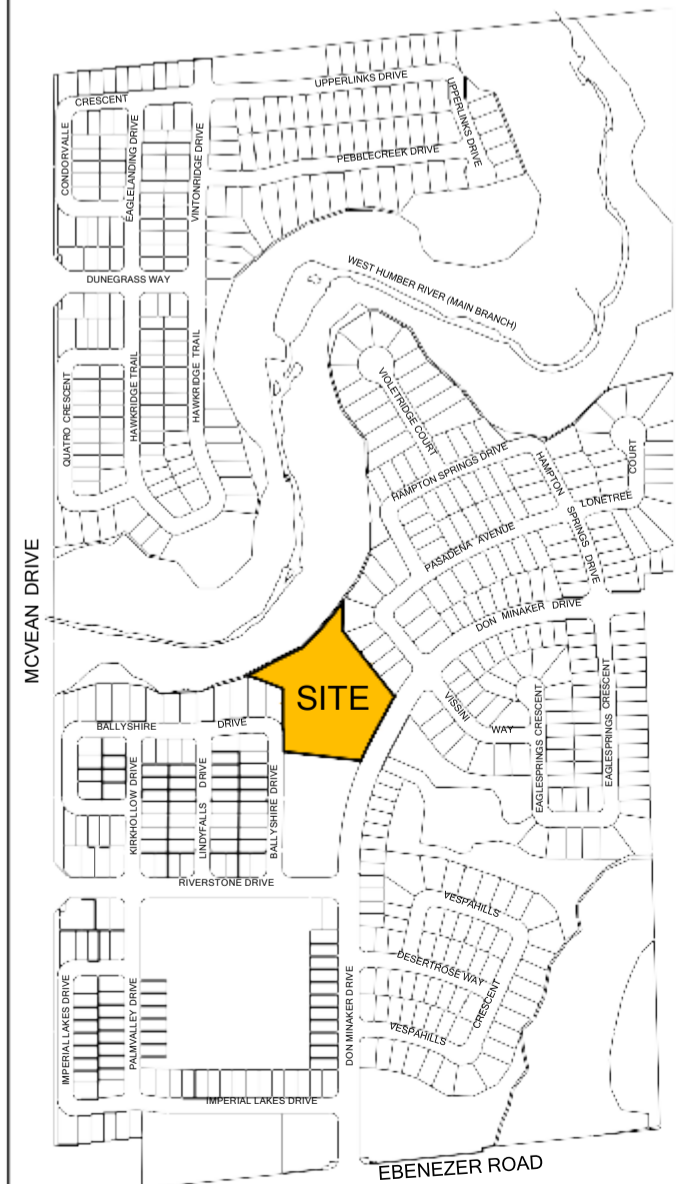 UPPERLINKS DRIVE
CRESCENT
UPPERLINKS DRIVE
CONDORVALLE
EAGLELANDING DRIVE
VINTONRIDGE DRIVE
PEBBLECREEK DRIVE
DUNEGRASS WAY
WEST HUMBER RIVER (MAIN BRANCH)
QUATRO CRESCENT
HAWKRIDGE TRAIL
HAWKRIDGE TRAIL
VIOLETRIDGE COURT
HAMPTON SPRINGS DRIVE
HAMPTON SPRINGS DRIVE
COURT
LONETREE
PASADENA AVENUE
MCVEAN DRIVE
DON MINAKER DRIVE
SITE
VISSINI WAY
EAGLESPRINGS CRESCENT
EAGLESPRINGS CRESCENT
BALLYSHIRE DRIVE
KIRKHOLLOW DRIVE
LINDYFALLS DRIVE
BALLYSHIRE DRIVE
RIVERSTONE DRIVE
VESPAHILLS
DESERTROSE WAY
CRESCENT
VESPAHILLS
IMPERIAL LAKES DRIVE
PALMVALLEY DRIVE
DON MINAKER DRIVE
IMPERIAL LAKES DRIVE
EBENEZER ROAD